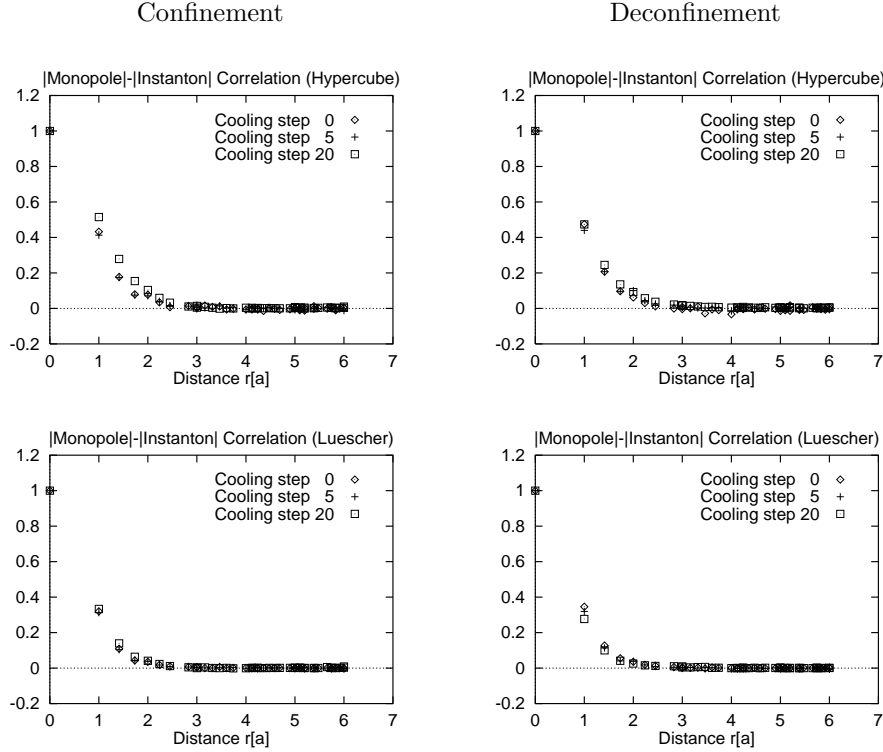 Confinement
Deconfinement
|Monopole|-|Instanton| Correlation (Hypercube)
1.2
1
0.8
0.6
0.4
0.2
0
-0.2
Cooling step 0
Cooling step 5
Cooling step 20
0 1 2 3 4 5 6 7
Distance r[a]
|Monopole|-|Instanton| Correlation (Hypercube)
1.2
1
0.8
0.6
0.4
0.2
0
-0.2
Cooling step 0
Cooling step 5
Cooling step 20
0 1 2 3 4 5 6 7
Distance r[a]
|Monopole|-|Instanton| Correlation (Luescher)
1.2
1
0.8
0.6
0.4
0.2
0
-0.2
Cooling step 0
Cooling step 5
Cooling step 20
0 1 2 3 4 5 6 7
Distance r[a]
|Monopole|-|Instanton| Correlation (Luescher)
1.2
1
0.8
0.6
0.4
0.2
0
-0.2
Cooling step 0
Cooling step 5
Cooling step 20
0 1 2 3 4 5 6 7
Distance r[a]